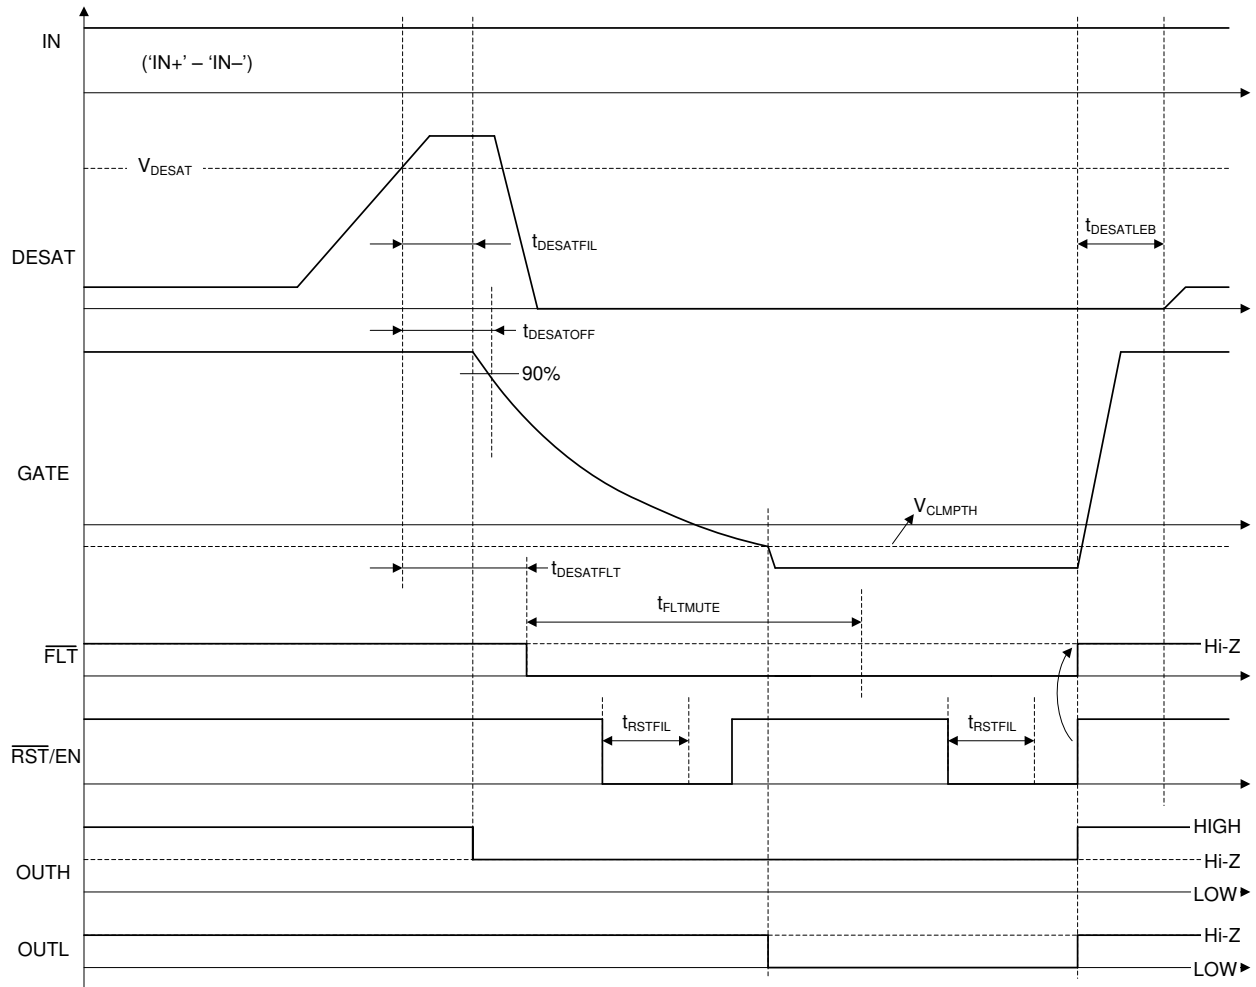 IN
(‘IN+’ – ‘IN–’)
VDESAT
tDESATLEB
tDESATFIL
DESAT
tDESATOFF
90%
GATE
VCLMPTH
tDESATFLT
tFLTMUTE
FLT
Hi-Z
tRSTFIL
tRSTFIL
RST/EN
HIGH
Hi-Z
OUTH
LOW
Hi-Z
OUTL
LOW